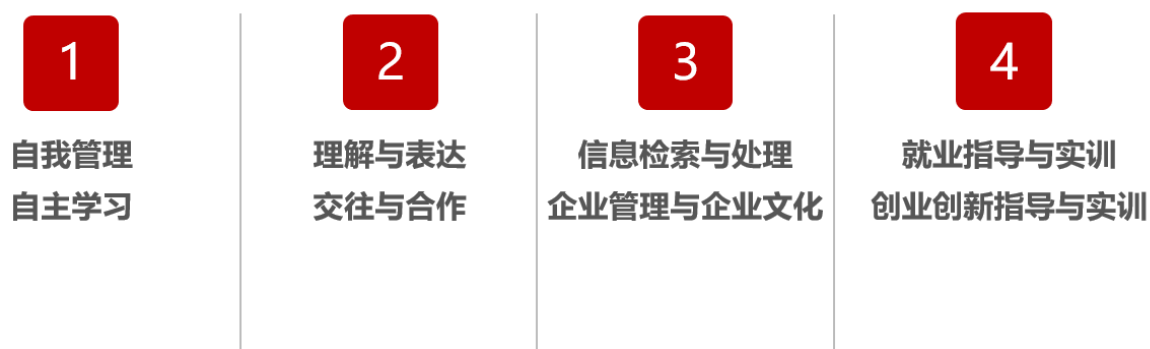 1
自我管理
自主学习
2
理解与表达
交往与合作
3
信息检索与处理
企业管理与企业文化
4
就业指导与实训
创业创新指导与实训